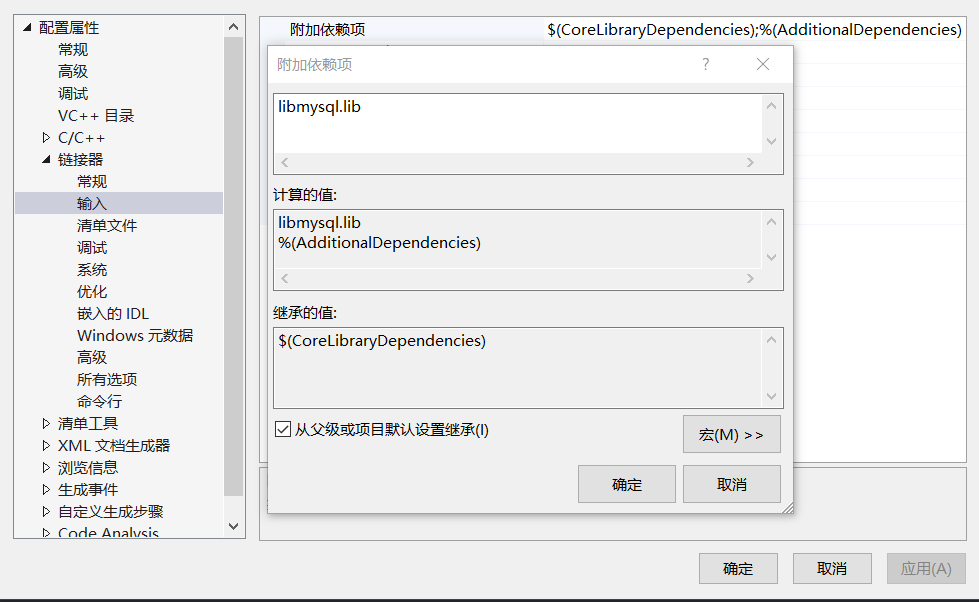 配置属性
常规
高级
调试
VC++ 目录
C/C++
链接器
常规
输入
清单文件
调试
系统
优化
嵌入的 IDL
Windows 元数据
高级
所有选项
命令行
清单工具
XML 文档生成器
浏览信息
生成事件
自定义生成步骤
Code Analysis
附加依赖项 $(CoreLibraryDependencies);%(AdditionalDependencies)
附加依赖项 ?
libmysql.lib
计算的值:
libmysql.lib
%(AdditionalDependencies)
继承的值:
$(CoreLibraryDependencies)
从父级或项目默认设置继承(I)
宏(M) >>
确定 取消
确定 取消 应用(A)